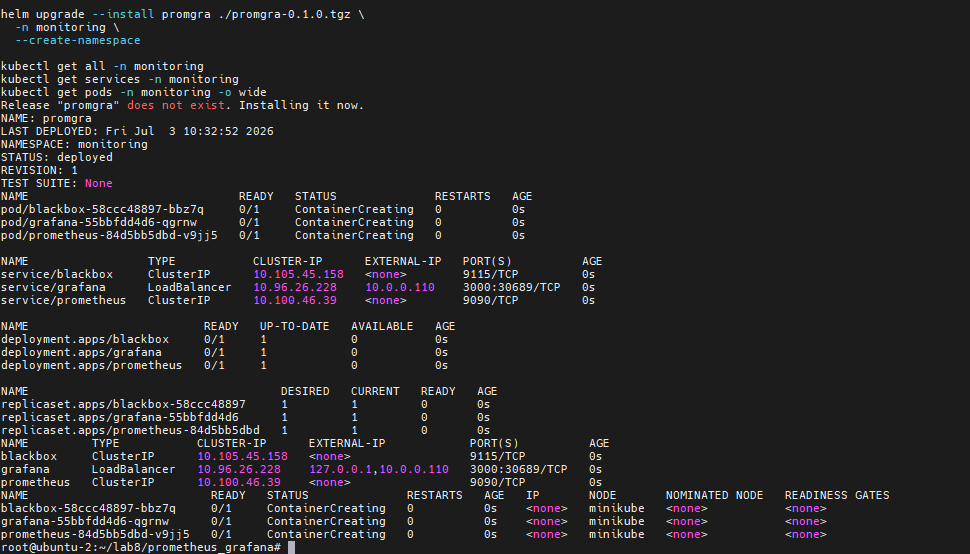 helm upgrade --install promgra ./promgra-0.1.0.tgz \
  -n monitoring \
  --create-namespace

kubectl get all -n monitoring
kubectl get services -n monitoring
kubectl get pods -n monitoring -o wide
Release "promgra" does not exist. Installing it now.
NAME: promgra
LAST DEPLOYED: Fri Jul  3 10:32:52 2026
NAMESPACE: monitoring
STATUS: deployed
REVISION: 1
TEST SUITE: None
NAME                              READY   STATUS              RESTARTS   AGE
pod/blackbox-58ccc48897-bbz7q     0/1     ContainerCreating   0          0s
pod/grafana-55bbfdd4d6-qgrnw      0/1     ContainerCreating   0          0s
pod/prometheus-84d5bb5dbd-v9jj5   0/1     ContainerCreating   0          0s

NAME                 TYPE           CLUSTER-IP      EXTERNAL-IP   PORT(S)          AGE
service/blackbox     ClusterIP      10.105.45.158   <none>        9115/TCP         0s
service/grafana      LoadBalancer   10.96.26.228    10.0.0.110    3000:30689/TCP   0s
service/prometheus   ClusterIP      10.100.46.39    <none>        9090/TCP         0s

NAME                         READY   UP-TO-DATE   AVAILABLE   AGE
deployment.apps/blackbox     0/1     1            0           0s
deployment.apps/grafana      0/1     1            0           0s
deployment.apps/prometheus   0/1     1            0           0s

NAME                                    DESIRED   CURRENT   READY   AGE
replicaset.apps/blackbox-58ccc48897     1         1         0       0s
replicaset.apps/grafana-55bbfdd4d6      1         1         0       0s
replicaset.apps/prometheus-84d5bb5dbd   1         1         0       0s
NAME         TYPE           CLUSTER-IP      EXTERNAL-IP            PORT(S)          AGE
blackbox     ClusterIP      10.105.45.158   <none>                 9115/TCP         0s
grafana      LoadBalancer   10.96.26.228    127.0.0.1,10.0.0.110   3000:30689/TCP   0s
prometheus   ClusterIP      10.100.46.39    <none>                 9090/TCP         0s
NAME                          READY   STATUS              RESTARTS   AGE   IP       NODE       NOMINATED NODE   READINESS GATES
blackbox-58ccc48897-bbz7q     0/1     ContainerCreating   0          0s    <none>   minikube   <none>           <none>
grafana-55bbfdd4d6-qgrnw      0/1     ContainerCreating   0          0s    <none>   minikube   <none>           <none>
prometheus-84d5bb5dbd-v9jj5   0/1     ContainerCreating   0          0s    <none>   minikube   <none>           <none>
root@ubuntu-2:~/lab8/prometheus_grafana#